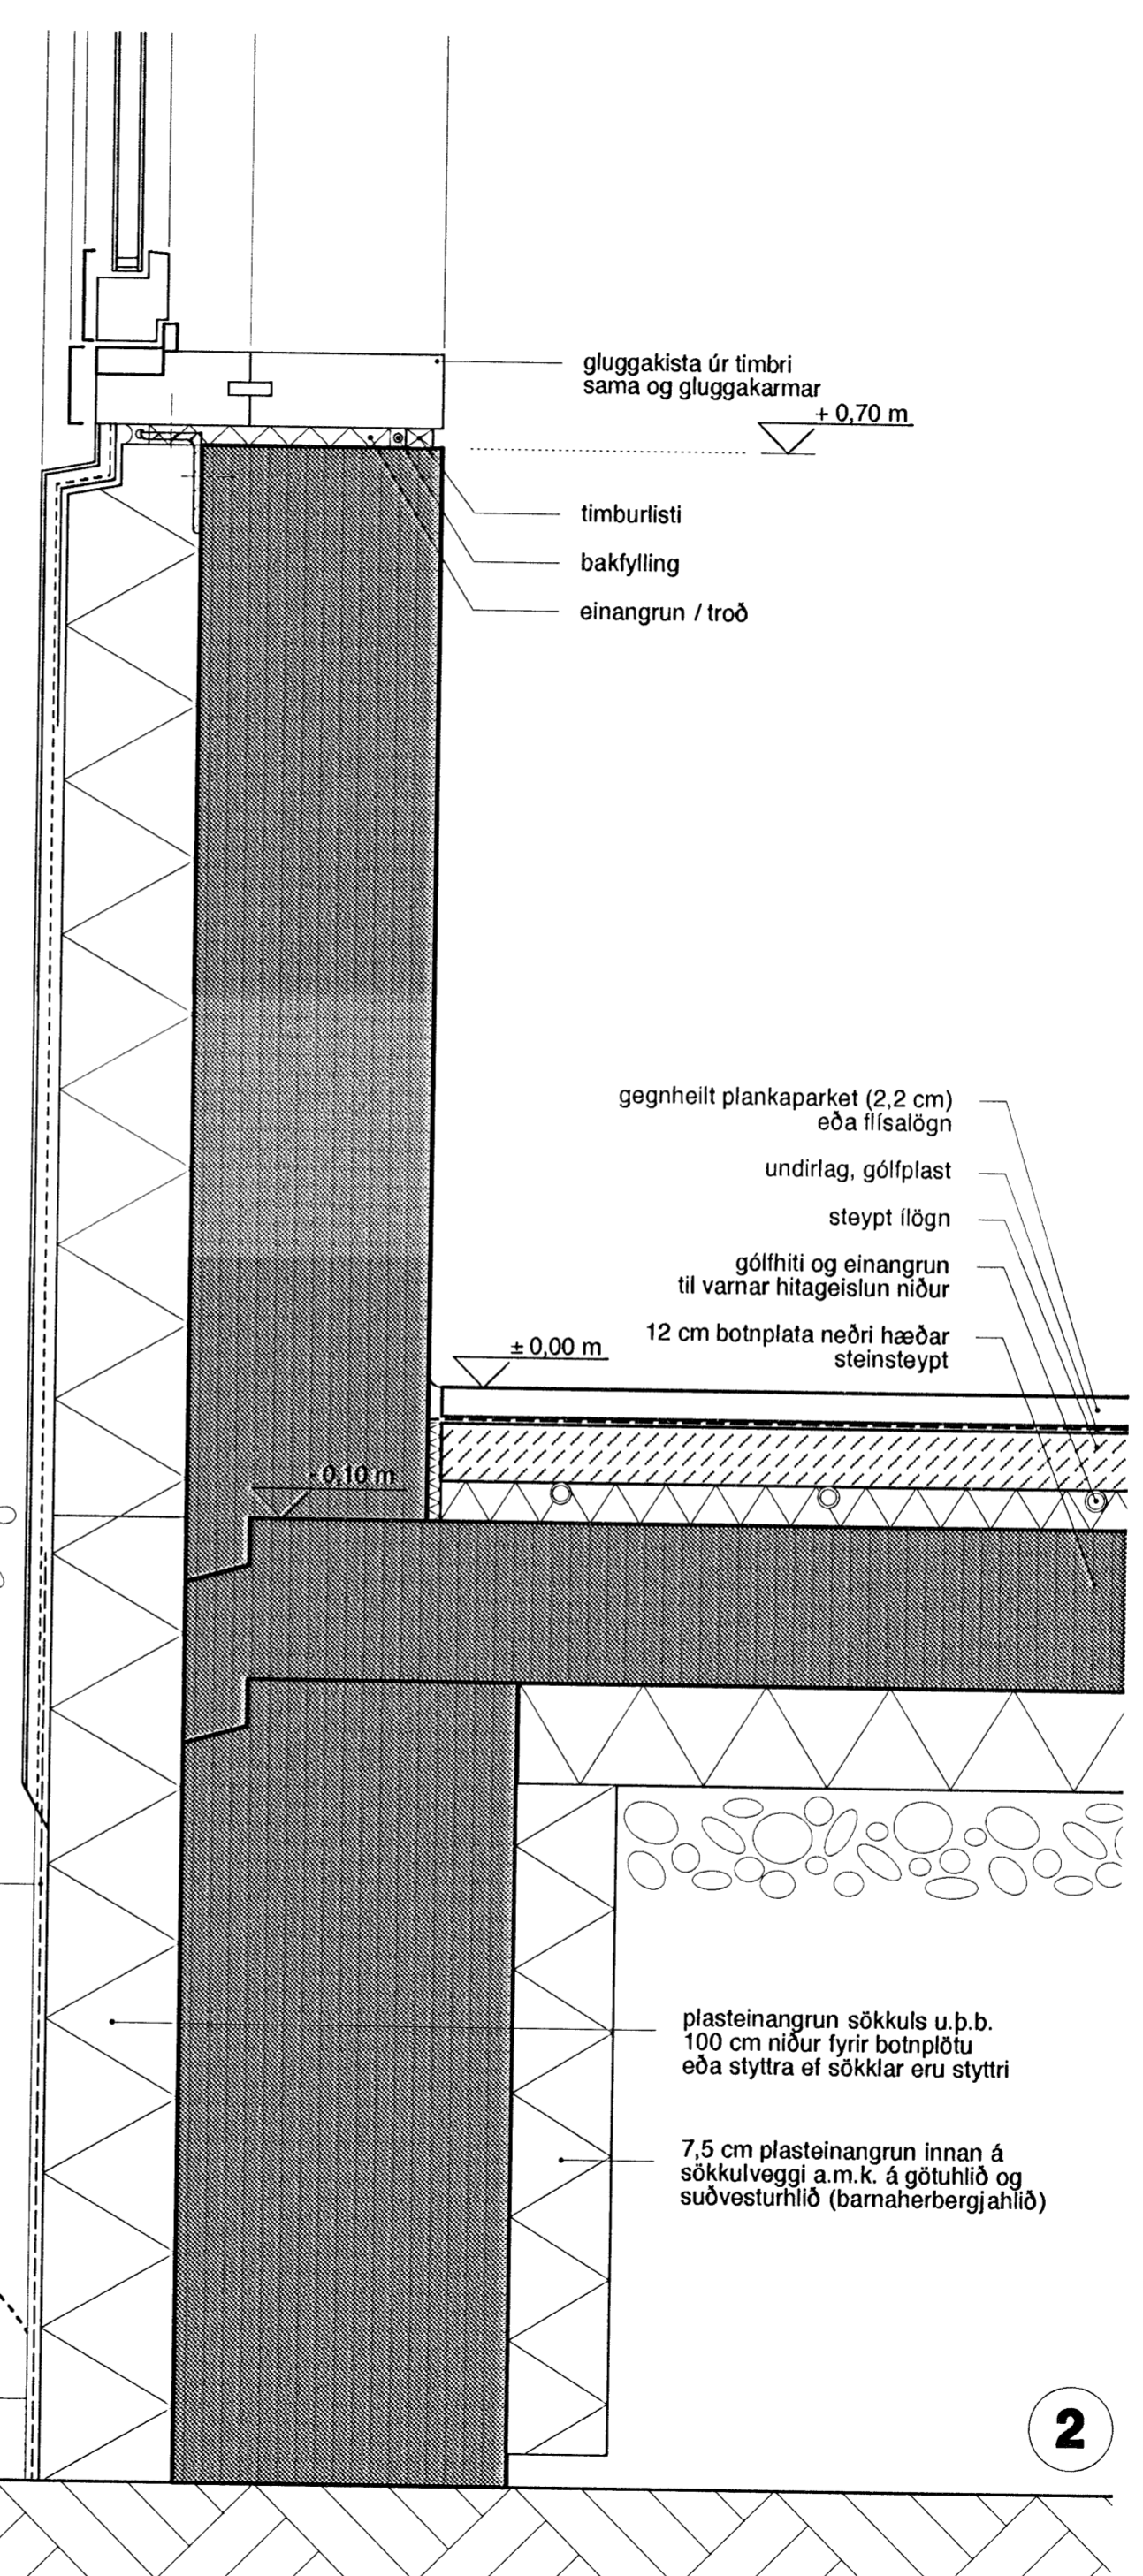 gluggakista úr timbri
sama og gluggakarmar
+ 0,70 m
timburlisti
bakfylling
einangrun / troð
gegnheilt plankaparket (2,2 cm)
eða flísalögn
undirlag, gólfplast
steypt ílögn
gólfhiti og einangrun
til varnar hitageislun niður
12 cm botnplata neðri hæðar
steinsteypt
± 0,00 m
- 0,10 m
plasteinangrun sökkuls u.þ.b.
100 cm niður fyrir botnplötu
eða styttra ef sökklar eru styttri
7,5 cm plasteinangrun innan á
sökkulveggi a.m.k. á götuhlið og
suðvesturhlið (barnaherbergjahlið)
2